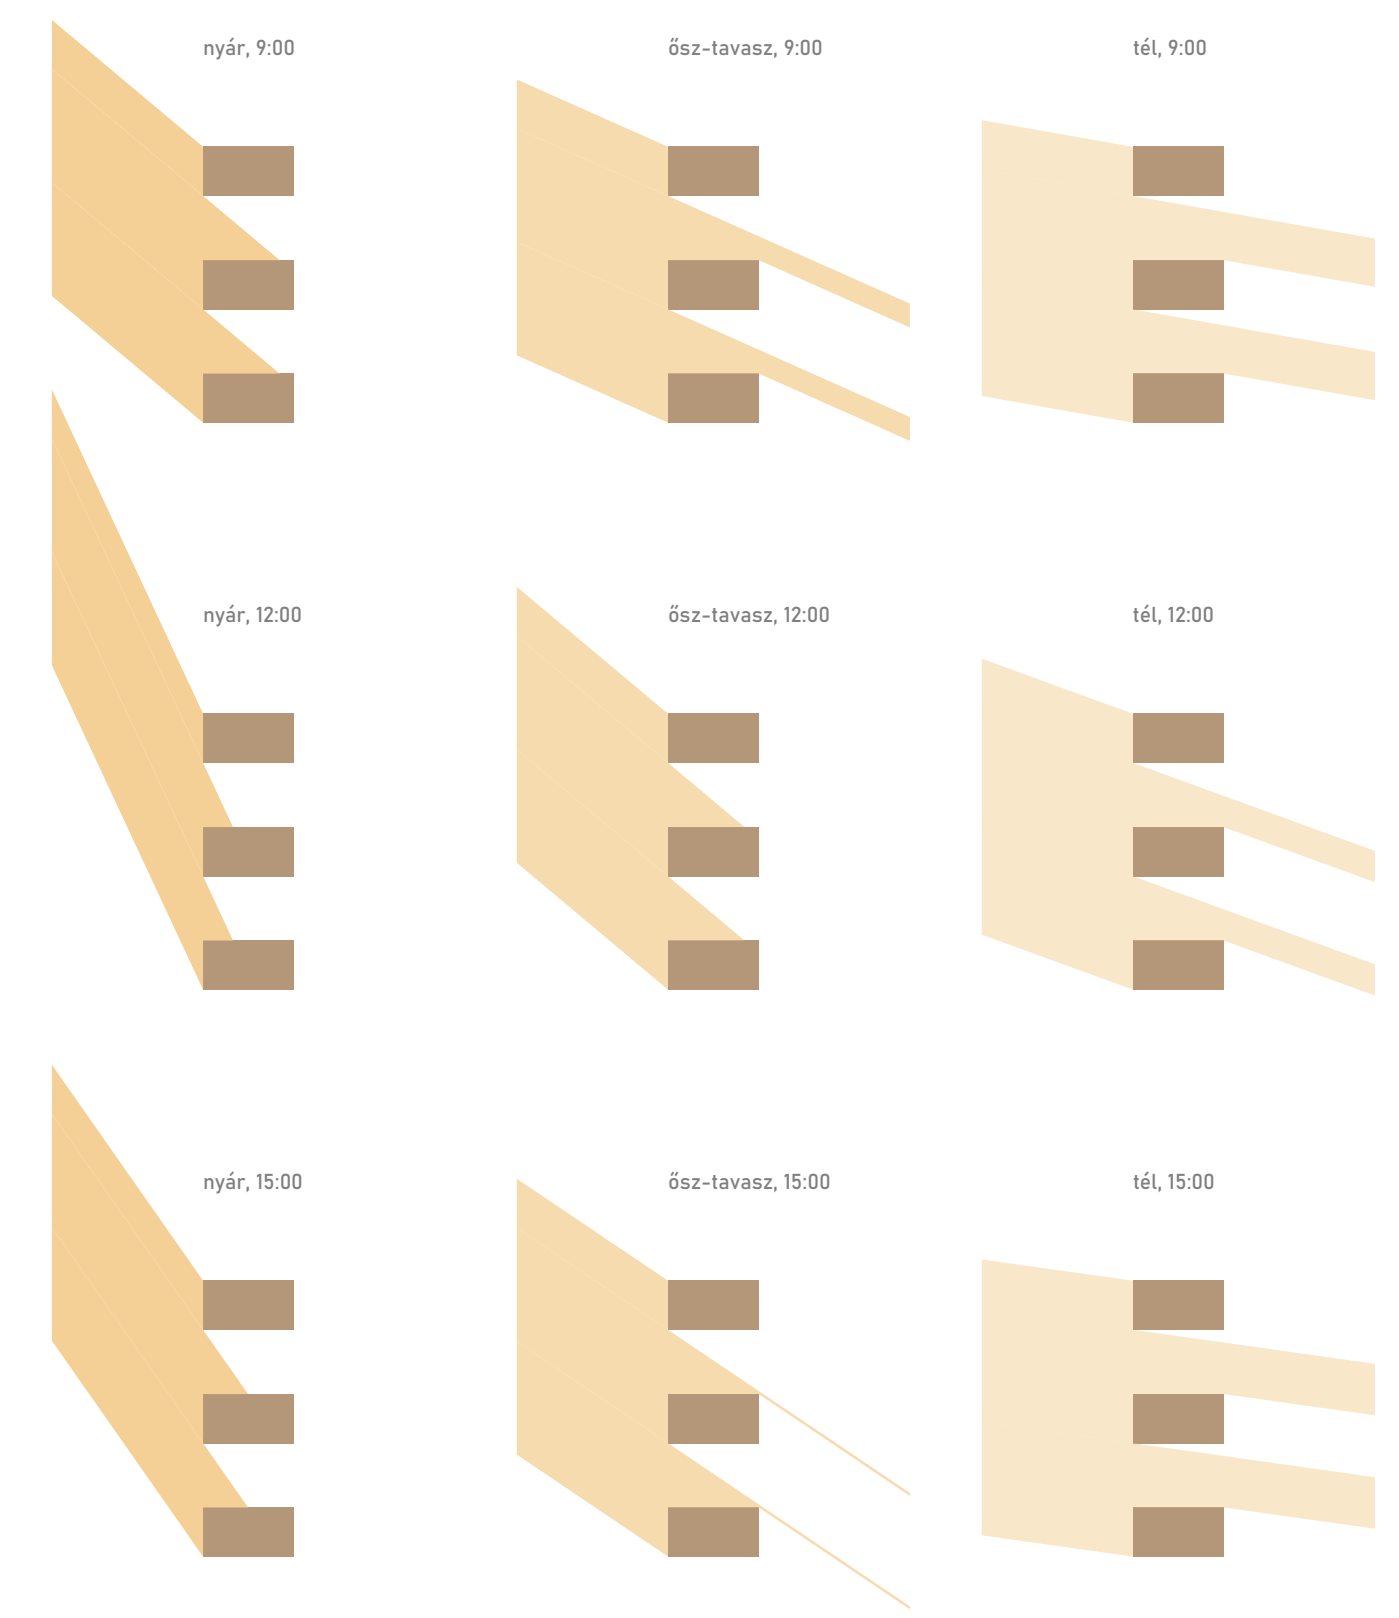 nyár, 9:00
ősz-tavasz, 9:00
tél, 9:00
nyár, 12:00
ősz-tavasz, 12:00
tél, 12:00
nyár, 15:00
ősz-tavasz, 15:00
tél, 15:00